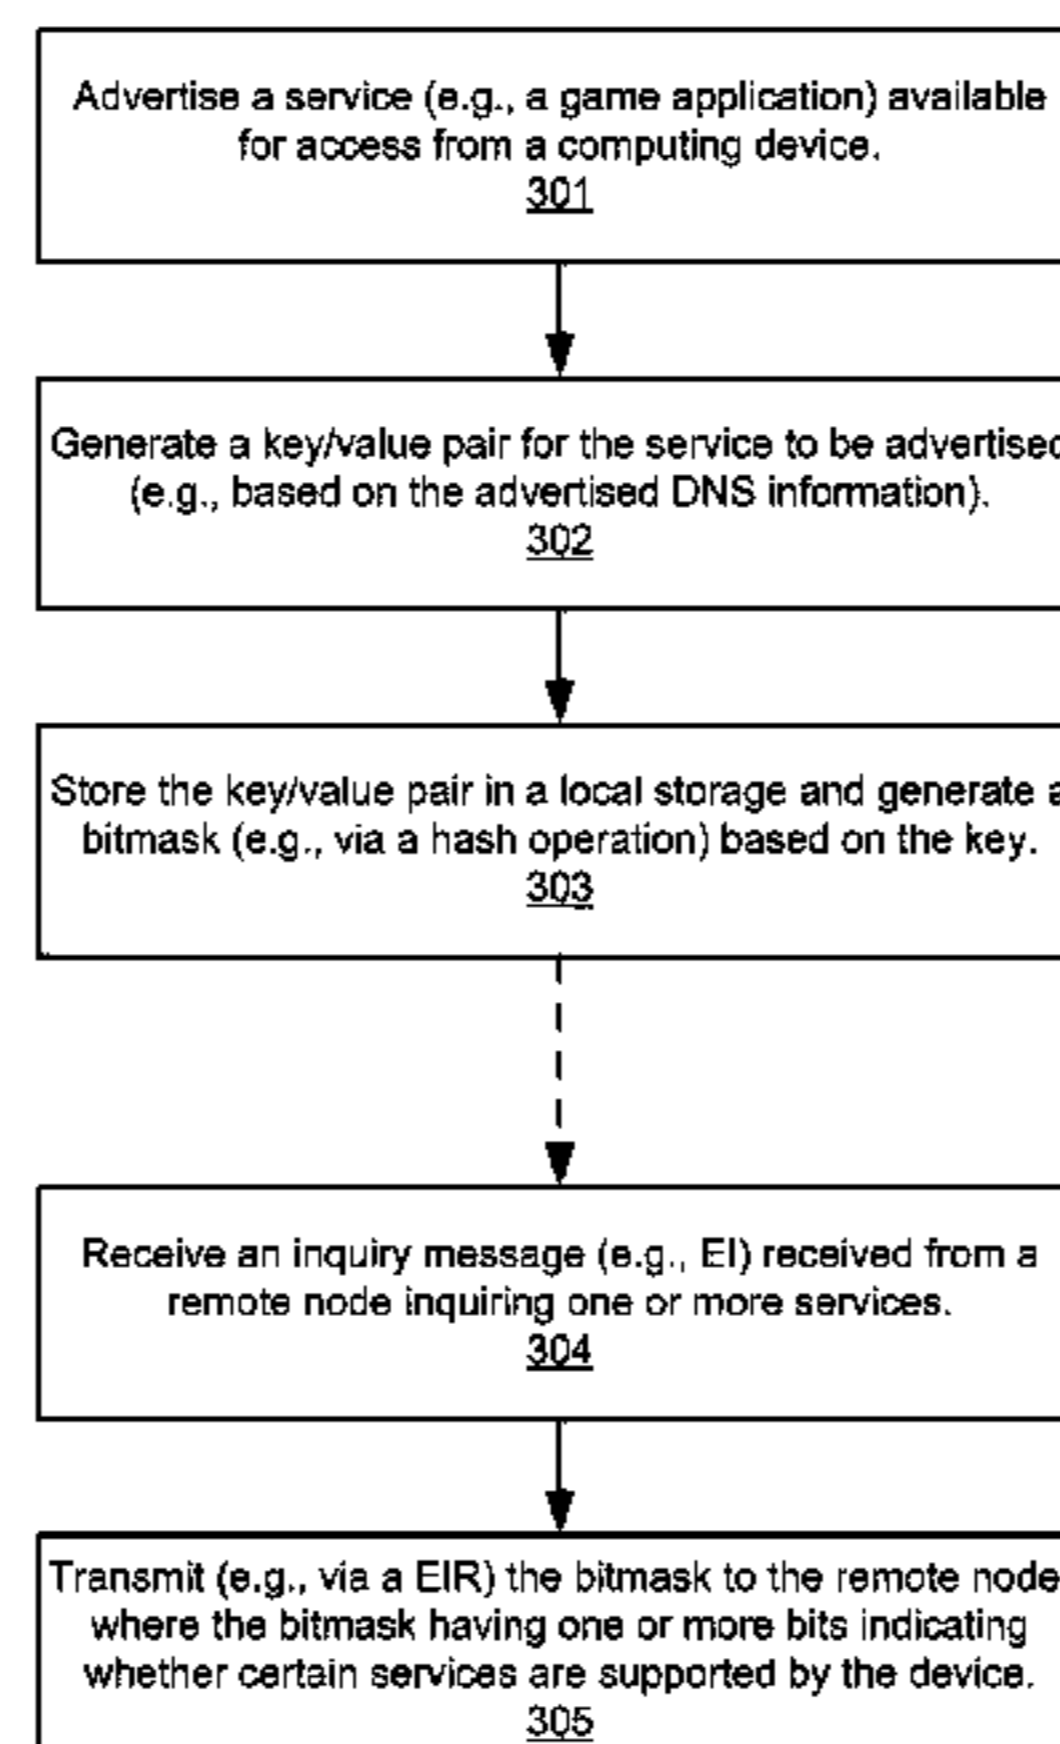 Advertise a service (e.g., a game application) available
for access from a computing device.
301
Generate a key/value pair for the service to be advertised
(e.g., based on the advertised DNS information).
302
Store the key/value pair in a local storage and generate a
bitmask (e.g., via a hash operation) based on the key.
303
Receive an inquiry message (e.g., EI) received from a
remote node inquiring one or more services.
304
Transmit (e.g., via a EIR) the bitmask to the remote node
where the bitmask having one or more bits indicating
whether certain services are supported by the device.
305